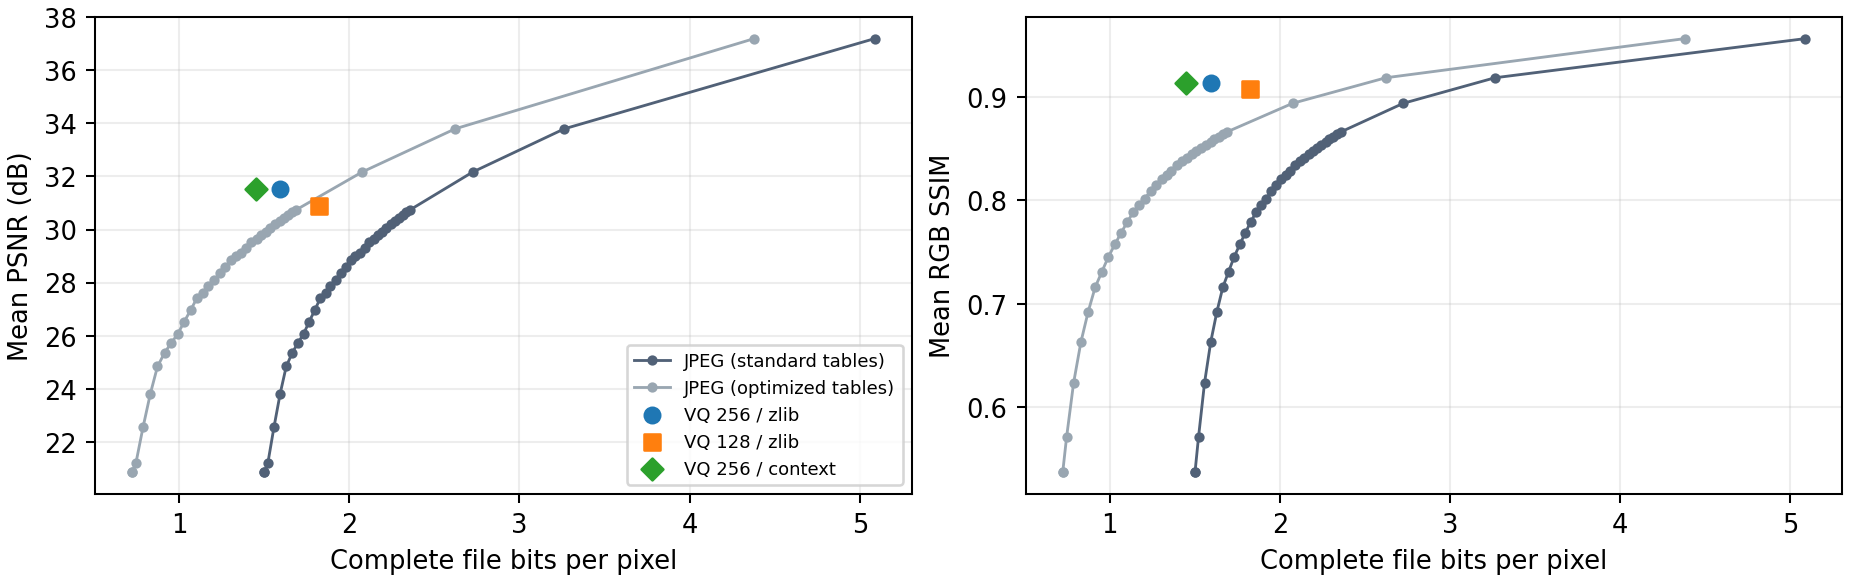 38
36
34
32
30
28
26
24
22
Mean PSNR (dB)
JPEG (standard tables)
JPEG (optimized tables)
VQ 256 / zlib
VQ 128 / zlib
VQ 256 / context
1 2 3 4 5
Complete file bits per pixel
0.9
0.8
0.7
0.6
Mean RGB SSIM
1 2 3 4 5
Complete file bits per pixel